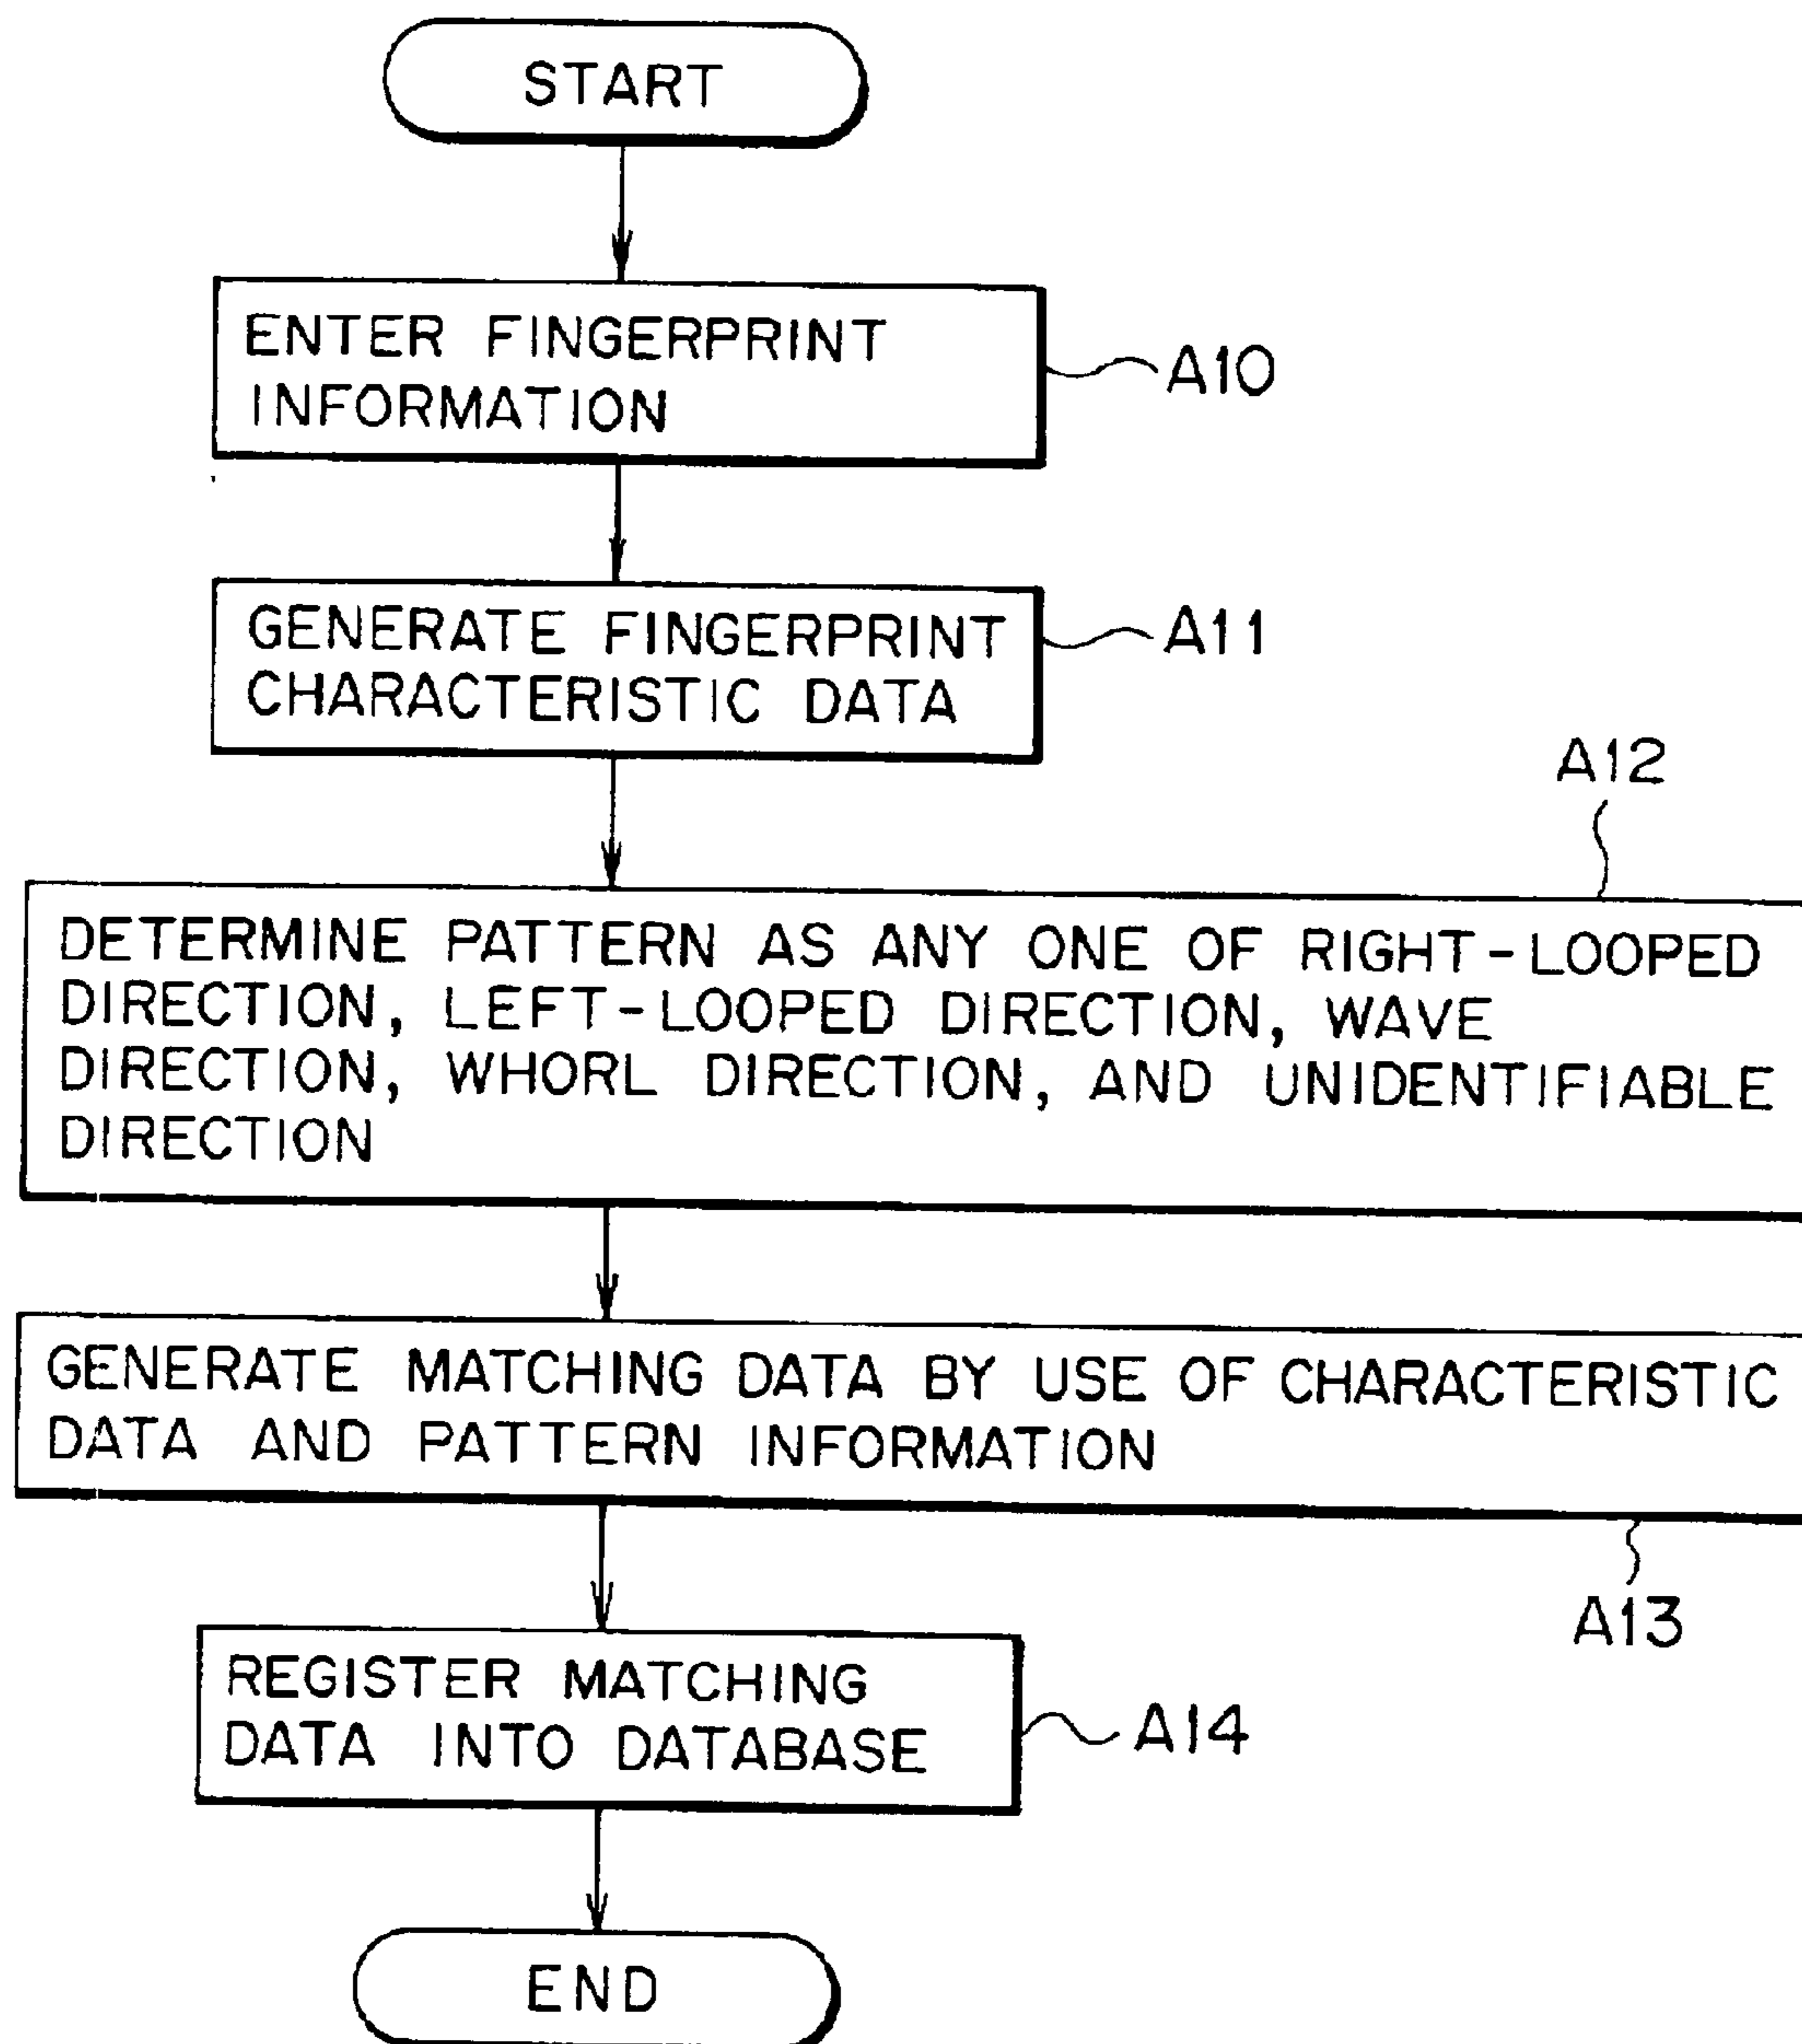 START
ENTER FINGERPRINT
INFORMATION
A10
GENERATE FINGERPRINT
CHARACTERISTIC DATA
A11
A12
DETERMINE PATTERN AS ANY ONE OF RIGHT-LOOPED
DIRECTION, LEFT-LOOPED DIRECTION, WAVE
DIRECTION, WHORL DIRECTION, AND UNIDENTIFIABLE
DIRECTION
GENERATE MATCHING DATA BY USE OF CHARACTERISTIC
DATA AND PATTERN INFORMATION
A13
REGISTER MATCHING
DATA INTO DATABASE
A14
END